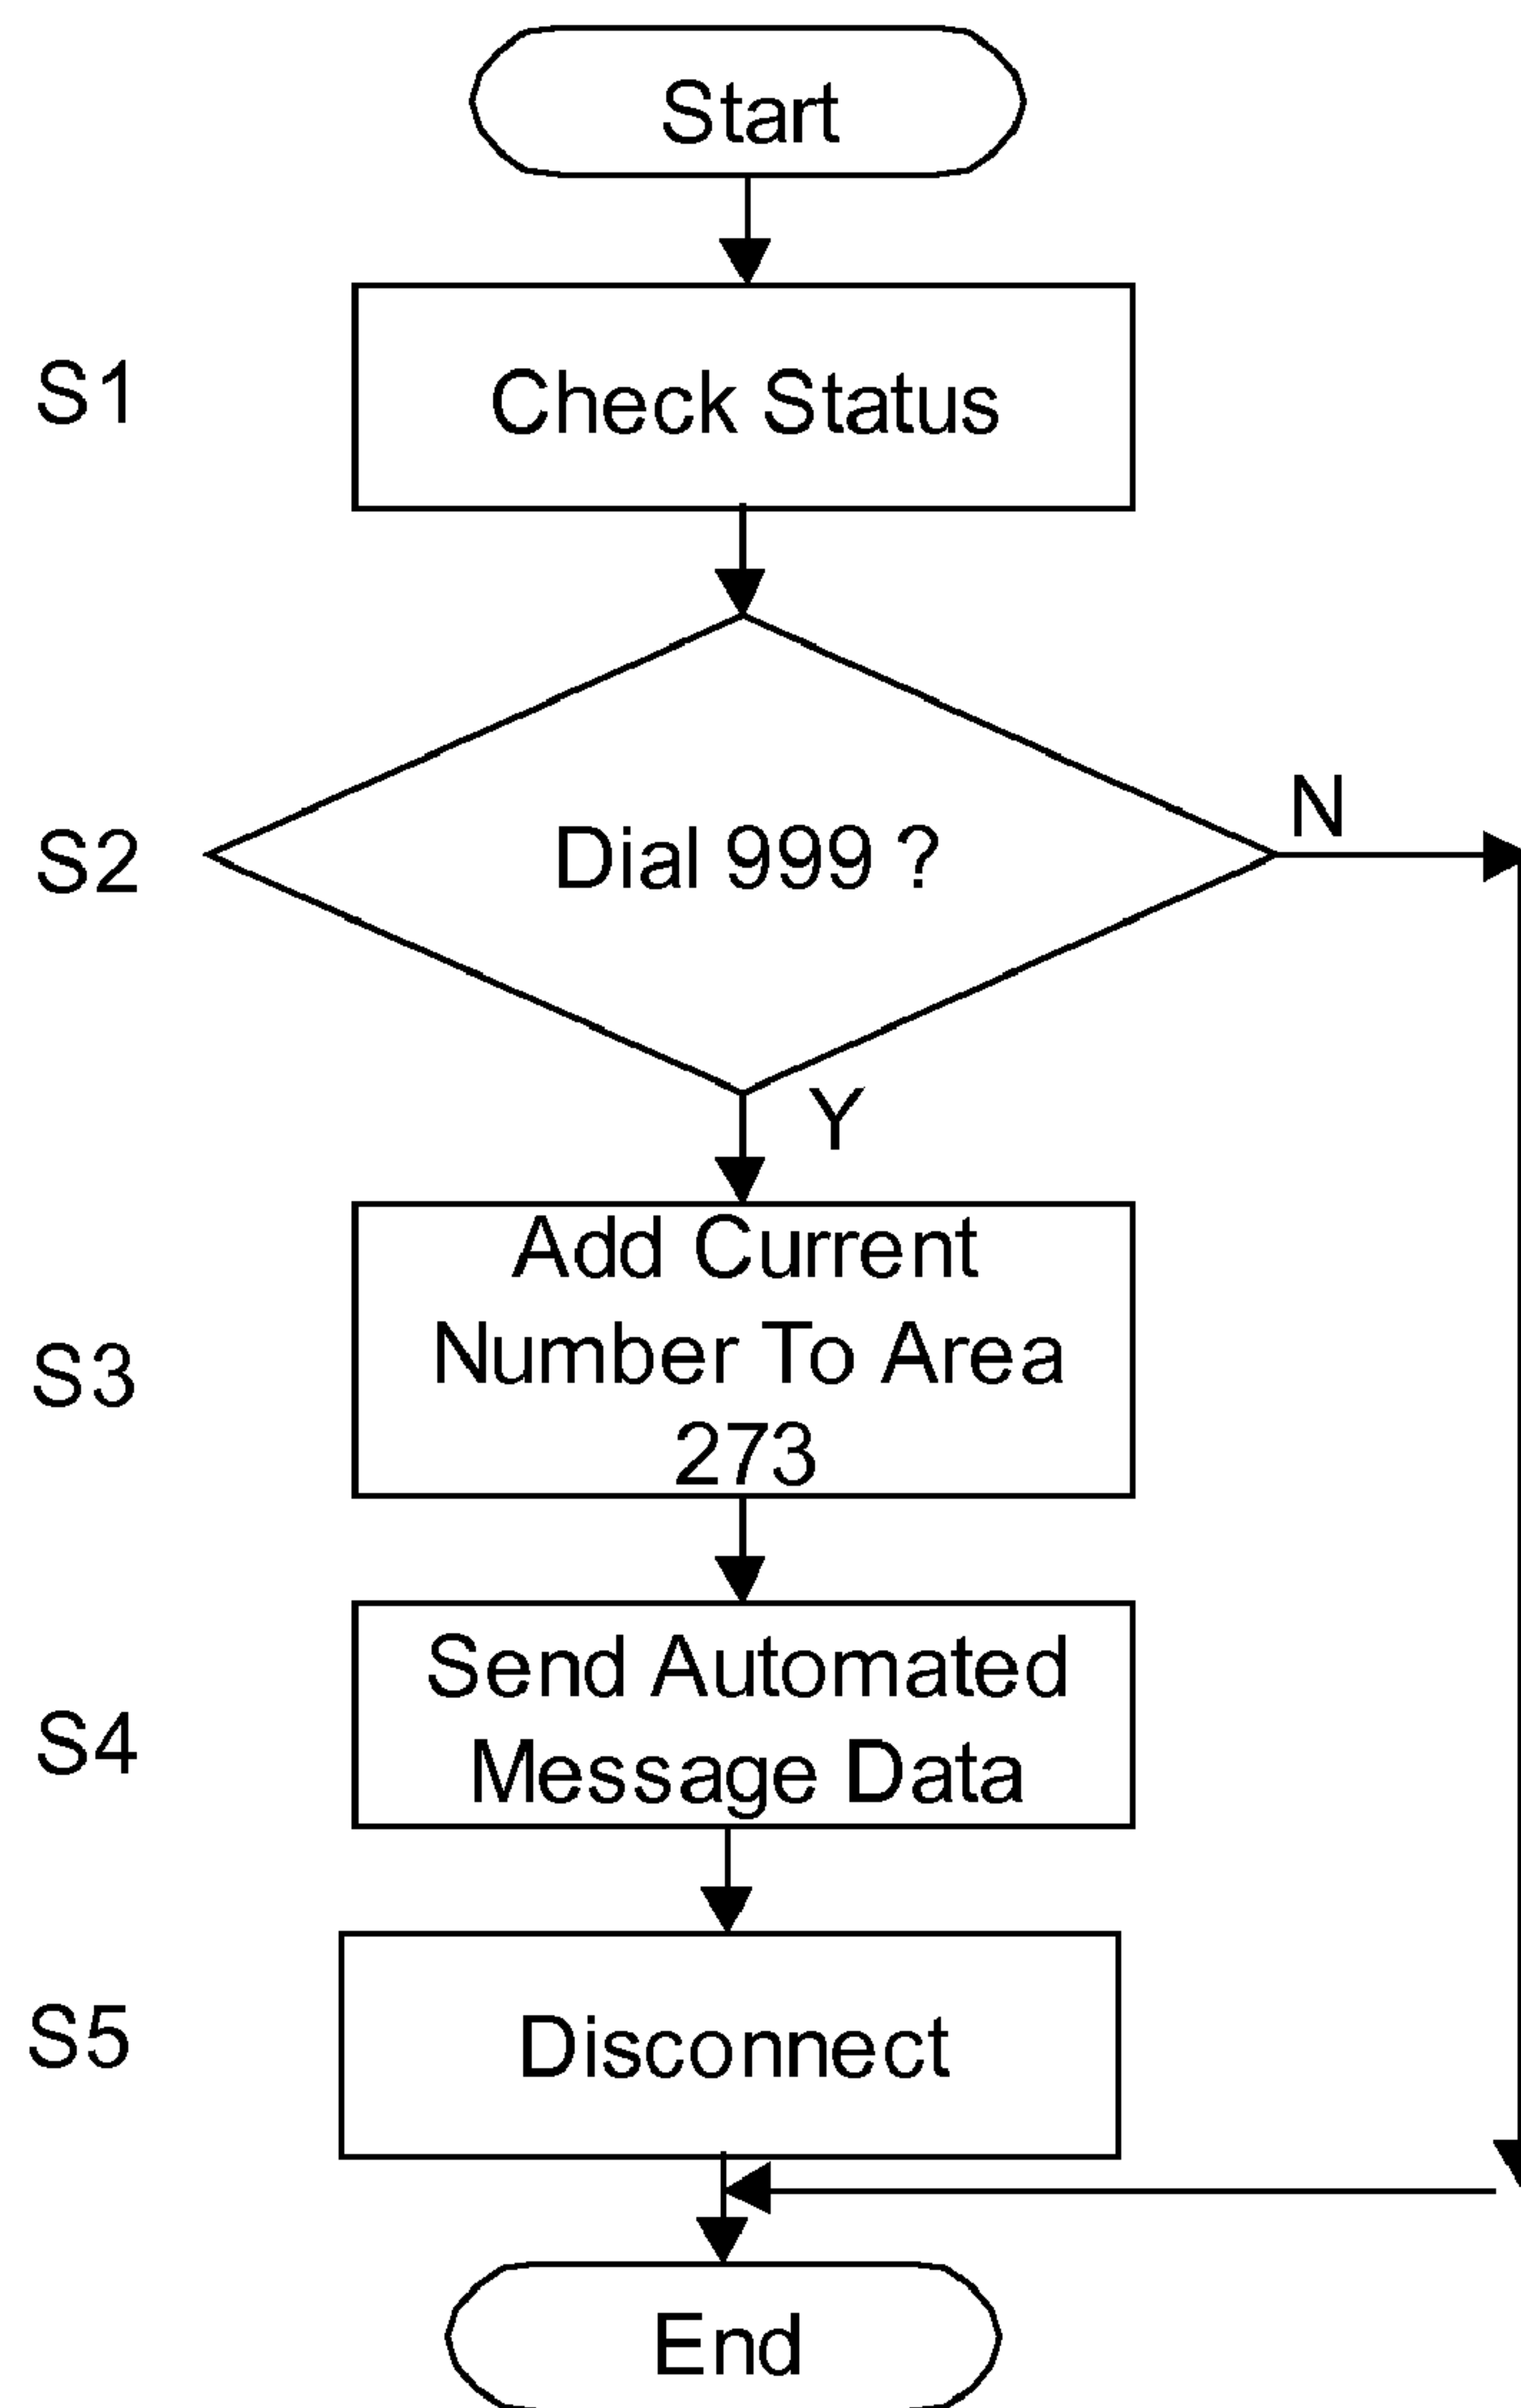 Start
S1
Check Status
S2
Dial 999 ?
N
Y
S3
Add Current
Number To Area
273
S4
Send Automated
Message Data
S5
Disconnect
End